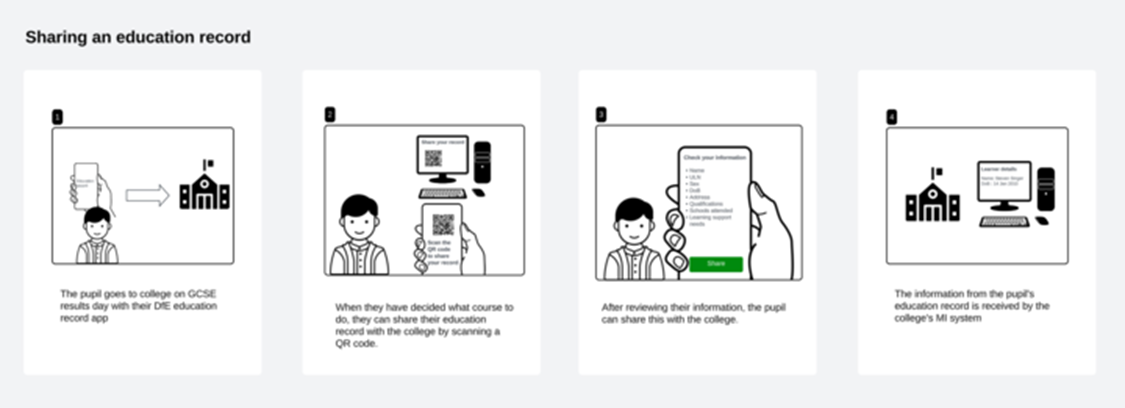 Sharing an education record
1
The pupil goes to college on GCSE
results day with their DfE education
record app
2
Share your record
Scan the
QR code
to share
your record
When they have decided what course to
do, they can share their education
record with the college by scanning a
QR code.
3
Check your information
• Name
• ULN
• Sex
• DoB
• Address
• Qualifications
• Schools attended
• Learning support
needs
Share
After reviewing their information, the pupil
can share this with the college.
4
Learner details
The information from the pupil's
education record is received by the
college's MI system